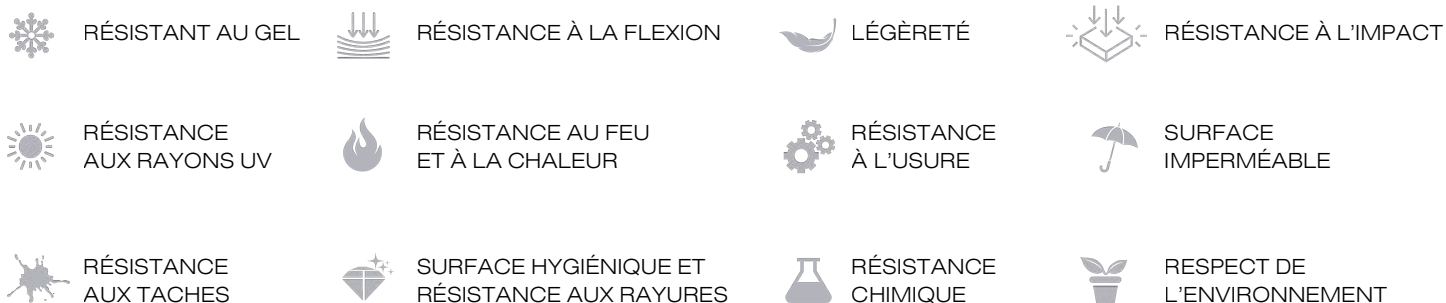 RÉSISTANT AU GEL
RÉSISTANCE À LA FLEXION
LÉGÈRETÉ
RÉSISTANCE À L'IMPACT
RÉSISTANCE
AUX RAYONS UV
RÉSISTANCE AU FEU
ET À LA CHALEUR
RÉSISTANCE
À L'USURE
SURFACE
IMPERMÉABLE
RÉSISTANCE
AUX TACHES
SURFACE HYGIÉNIQUE ET
RÉSISTANCE AUX RAYURES
RÉSISTANCE
CHIMIQUE
RESPECT DE
L'ENVIRONNEMENT